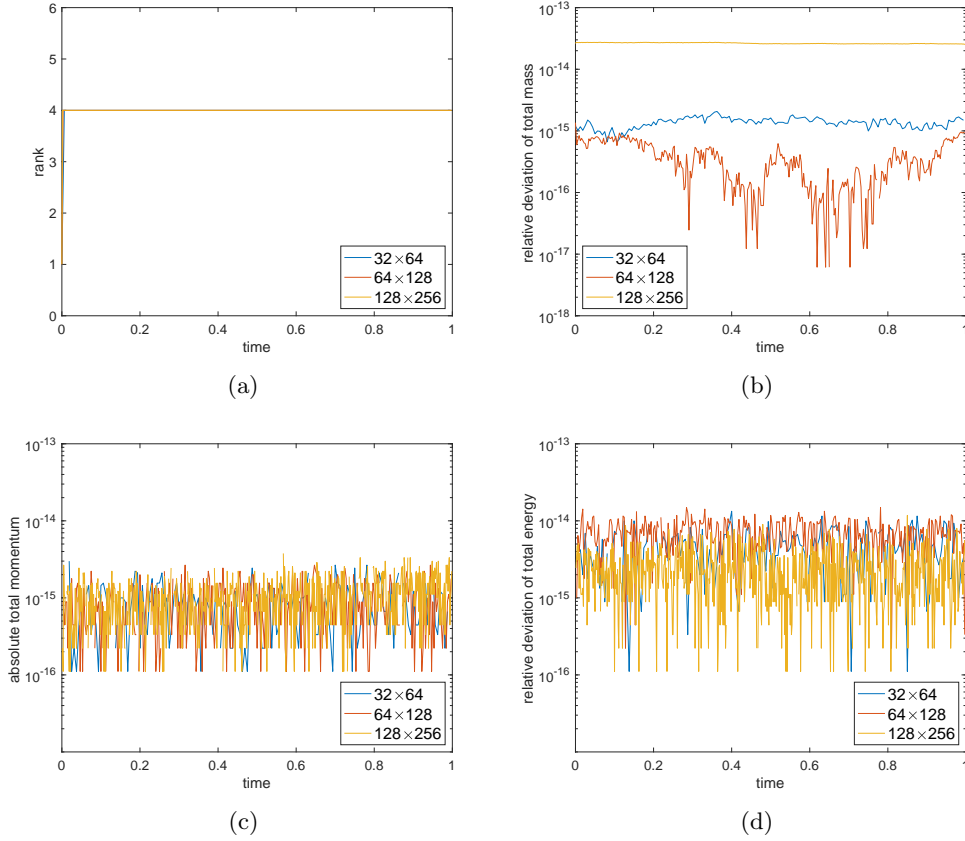 6
5
4
3
2
1
0
rank
0 0.2 0.4 0.6 0.8 1
time
32×64
64×128
128×256
(a)
10-13
10-14
10-15
10-16
10-17
10-18
relative deviation of total mass
0 0.2 0.4 0.6 0.8 1
time
32×64
64×128
128×256
(b)
10-13
10-14
10-15
10-16
absolute total momentum
0 0.2 0.4 0.6 0.8 1
time
32×64
64×128
128×256
(c)
10-13
10-14
10-15
10-16
relative deviation of total energy
0 0.2 0.4 0.6 0.8 1
time
32×64
64×128
128×256
(d)